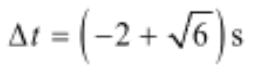 Δt = (−2 + √6) s